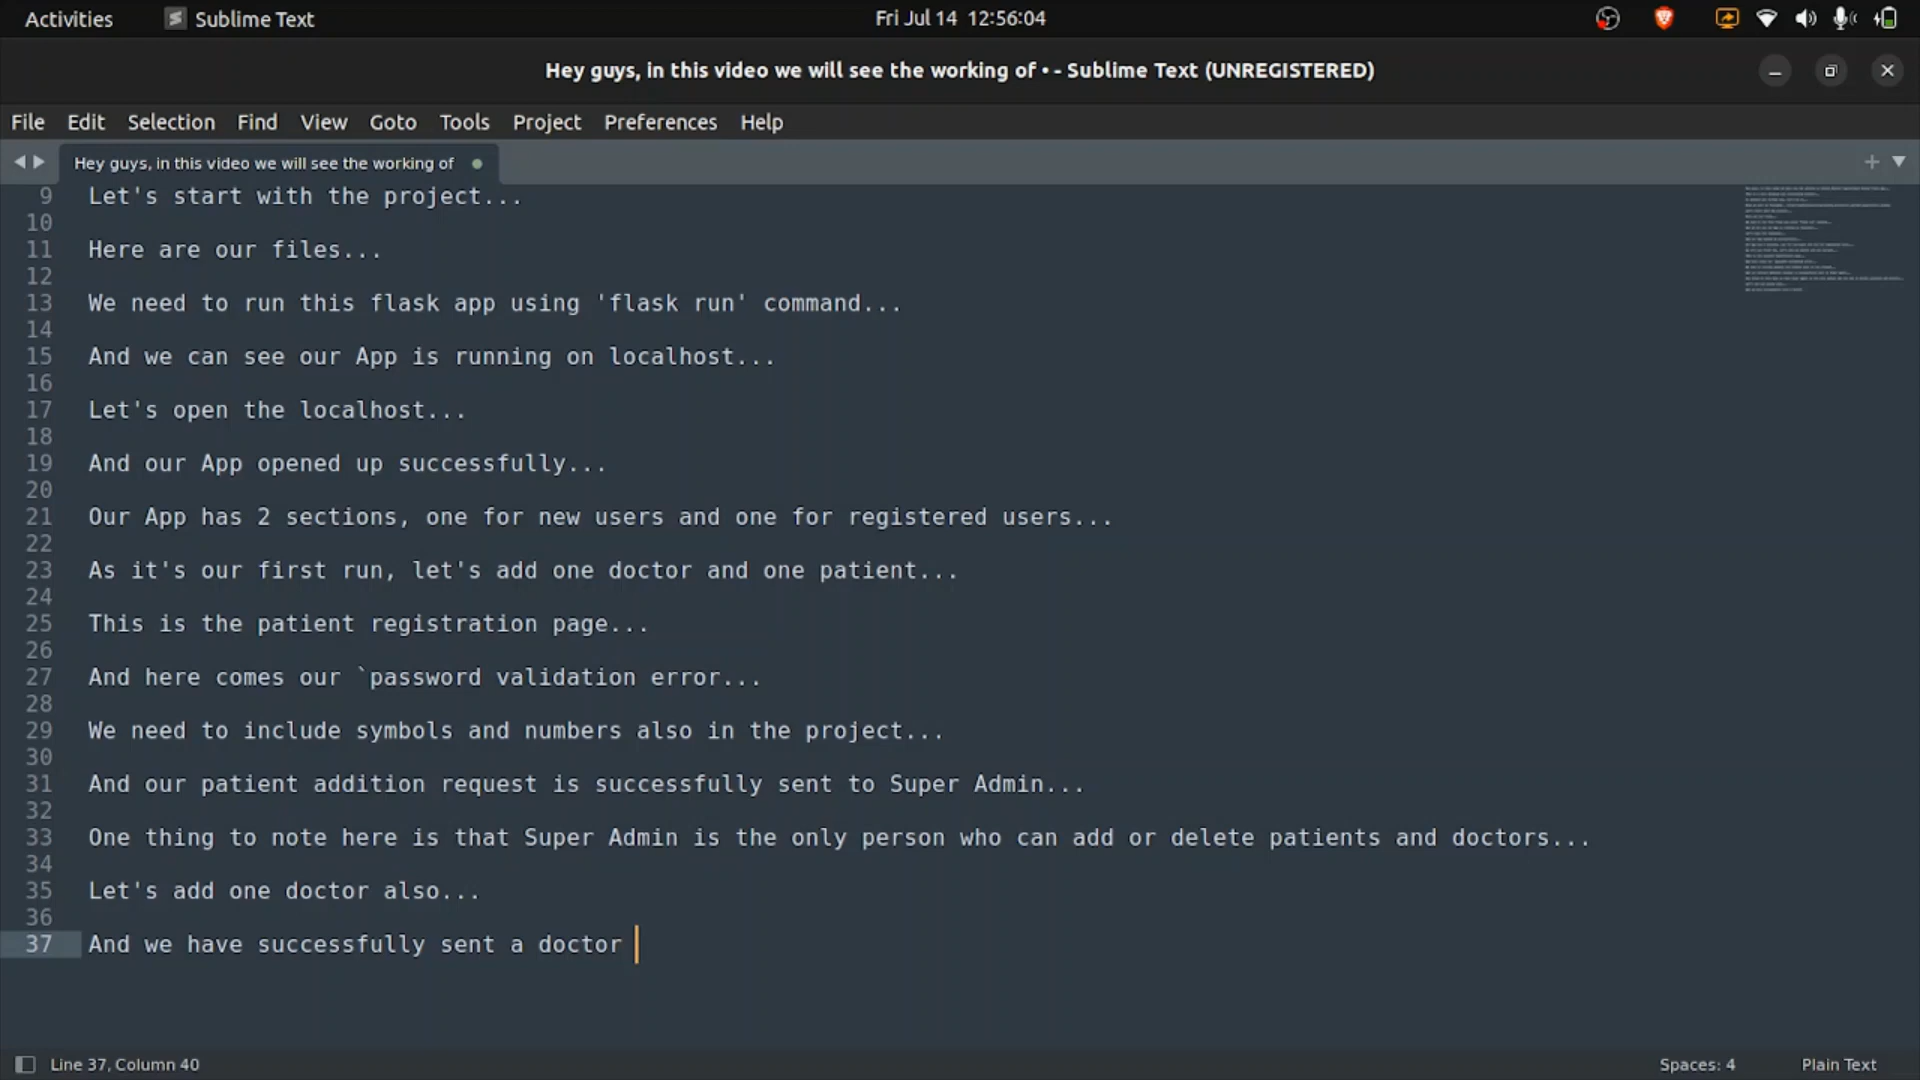 Activities Sublime Text Fri Jul 14 12:56:04
Hey guys, in this video we will see the working of • - Sublime Text (UNREGISTERED)
File Edit Selection Find View Goto Tools Project Preferences Help
Hey guys, in this video we will see the working of
9 Let's start with the project...
10
11 Here are our files...
12
13 We need to run this flask app using 'flask run' command...
14
15 And we can see our App is running on localhost...
16
17 Let's open the localhost...
18
19 And our App opened up successfully...
20
21 Our App has 2 sections, one for new users and one for registered users...
22
23 As it's our first run, let's add one doctor and one patient...
24
25 This is the patient registration page...
26
27 And here comes our `password validation error...
28
29 We need to include symbols and numbers also in the project...
30
31 And our patient addition request is successfully sent to Super Admin...
32
33 One thing to note here is that Super Admin is the only person who can add or delete patients and doctors...
34
35 Let's add one doctor also...
36
37 And we have successfully sent a doctor
Line 37, Column 40 Spaces: 4 Plain Text